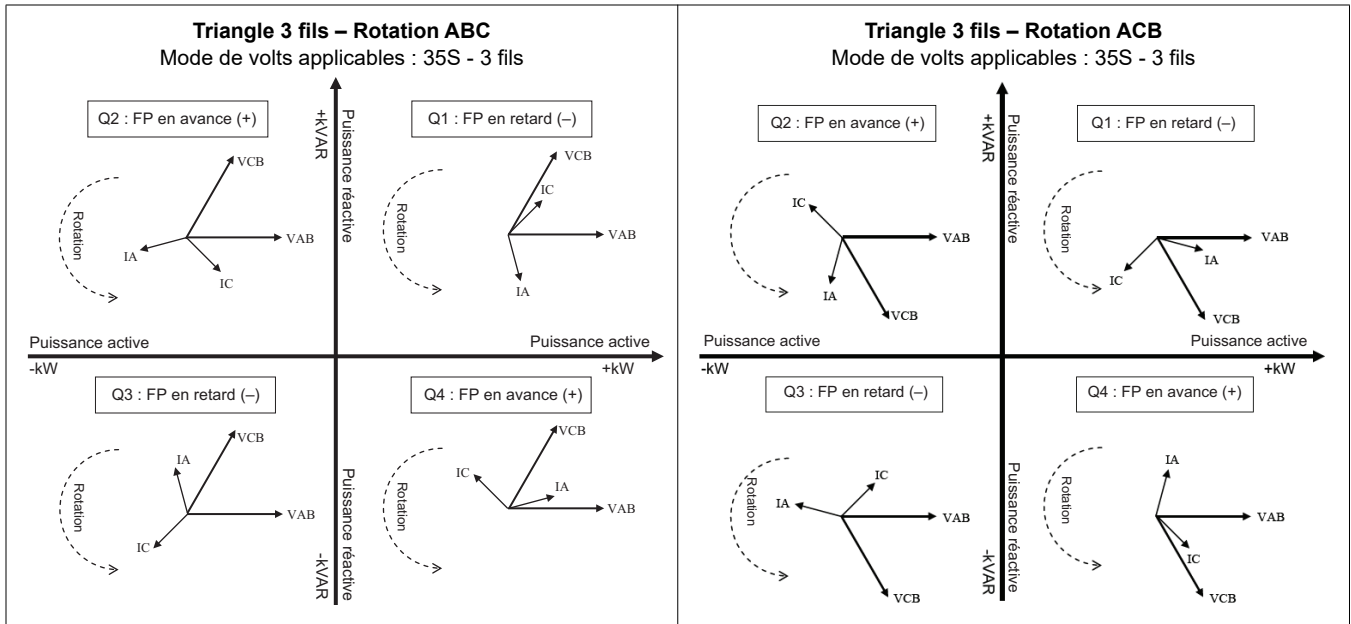 Triangle 3 fils – Rotation ABC
Mode de volts applicables : 35S - 3 fils
Q2 : FP en avance (+)
Q1 : FP en retard (–)
+kVAR
Puissance réactive
VCB
Rotation
IA
IC
VAB
VCB
IC
Rotation
VAB
IA
Puissance active
-kW
Puissance active
+kW
Q3 : FP en retard (–)
Q4 : FP en avance (+)
VCB
IA
Rotation
VAB
IC
VCB
IC
IA
Rotation
VAB
Puissance réactive
-kVAR
Triangle 3 fils – Rotation ACB
Mode de volts applicables : 35S - 3 fils
Q2 : FP en avance (+)
Q1 : FP en retard (–)
+kVAR
Puissance réactive
IC
Rotation
VAB
IA
VCB
Rotation
VAB
IA
IC
VCB
Puissance active
-kW
Puissance active
+kW
Q3 : FP en retard (–)
Q4 : FP en avance (+)
IC
IA
Rotation
VAB
VCB
IA
Rotation
VAB
IC
VCB
Puissance réactive
-kVAR